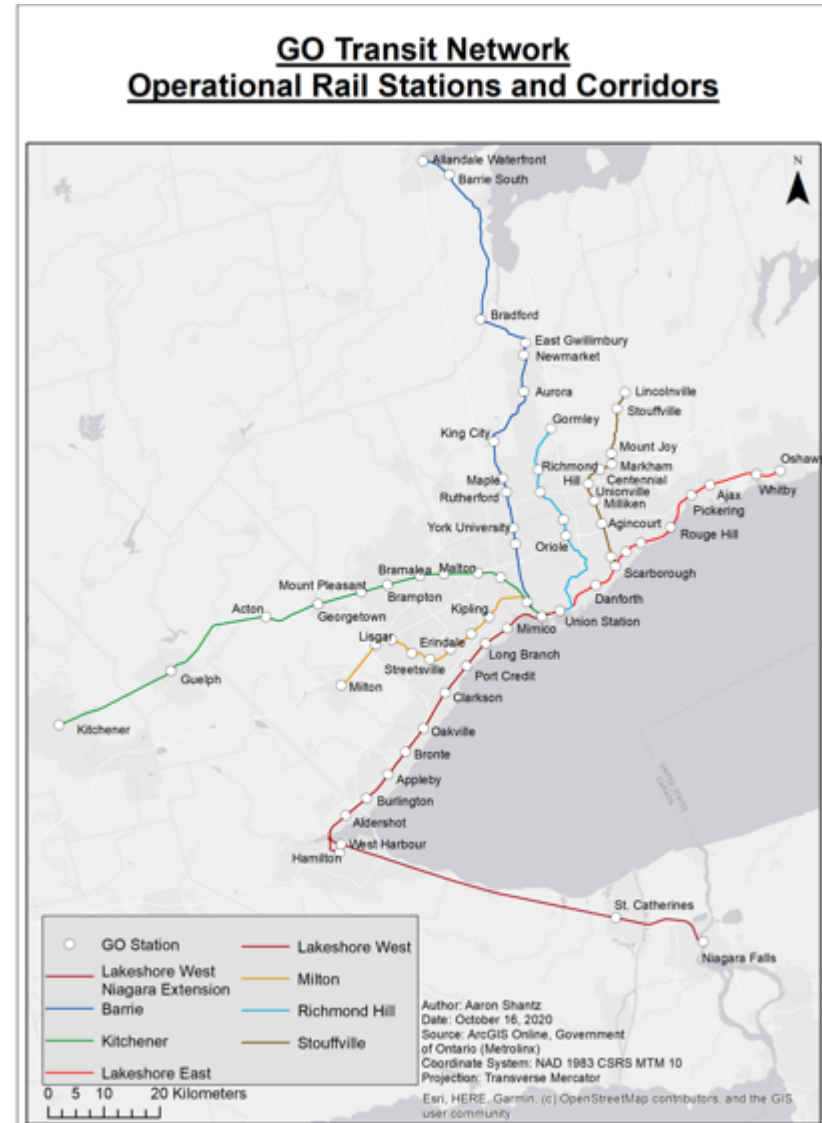 GO Transit Network
Operational Rail Stations and Corridors
N
Allandale Waterfront
Barrie South
Bradford
East Gwillimbury
Newmarket
Aurora
Lincolnville
Stouffville
Gormley
King City
Mount Joy
Richmond
Hill
Markham
Centennial
Oshaw
Maple
Rutherford
Unionville
Milliken
Ajax
Whitby
Pickering
York University
Agincourt
Rouge Hill
Oriole
Scarborough
Bramalea
Malton
Mount Pleasant
Brampton
Danforth
Acton
Georgetown
Kipling
Union Station
Mimico
Lisgar
Erindale
Streetsville
Long Branch
Port Credit
Guelph
Milton
Clarkson
Kitchener
Oakville
Bronte
Appleby
Burlington
Aldershot
UNITED STATES
CANADA
West Harbour
Hamilton
St. Catherines
Niagara Falls
GO Station
Lakeshore West
Niagara Extension
Barrie
Kitchener
Lakeshore East
Lakeshore West
Milton
Richmond Hill
Stouffville
0 5 10 20 Kilometers
Author: Aaron Shantz
Date: October 16, 2020
Source: ArcGIS Online, Government
of Ontario (Metrolinx)
Coordinate System: NAD 1983 CSRS MTM 10
Projection: Transverse Mercator
Esri, HERE, Garmin, (c) OpenStreetMap contributors, and the GIS
user community